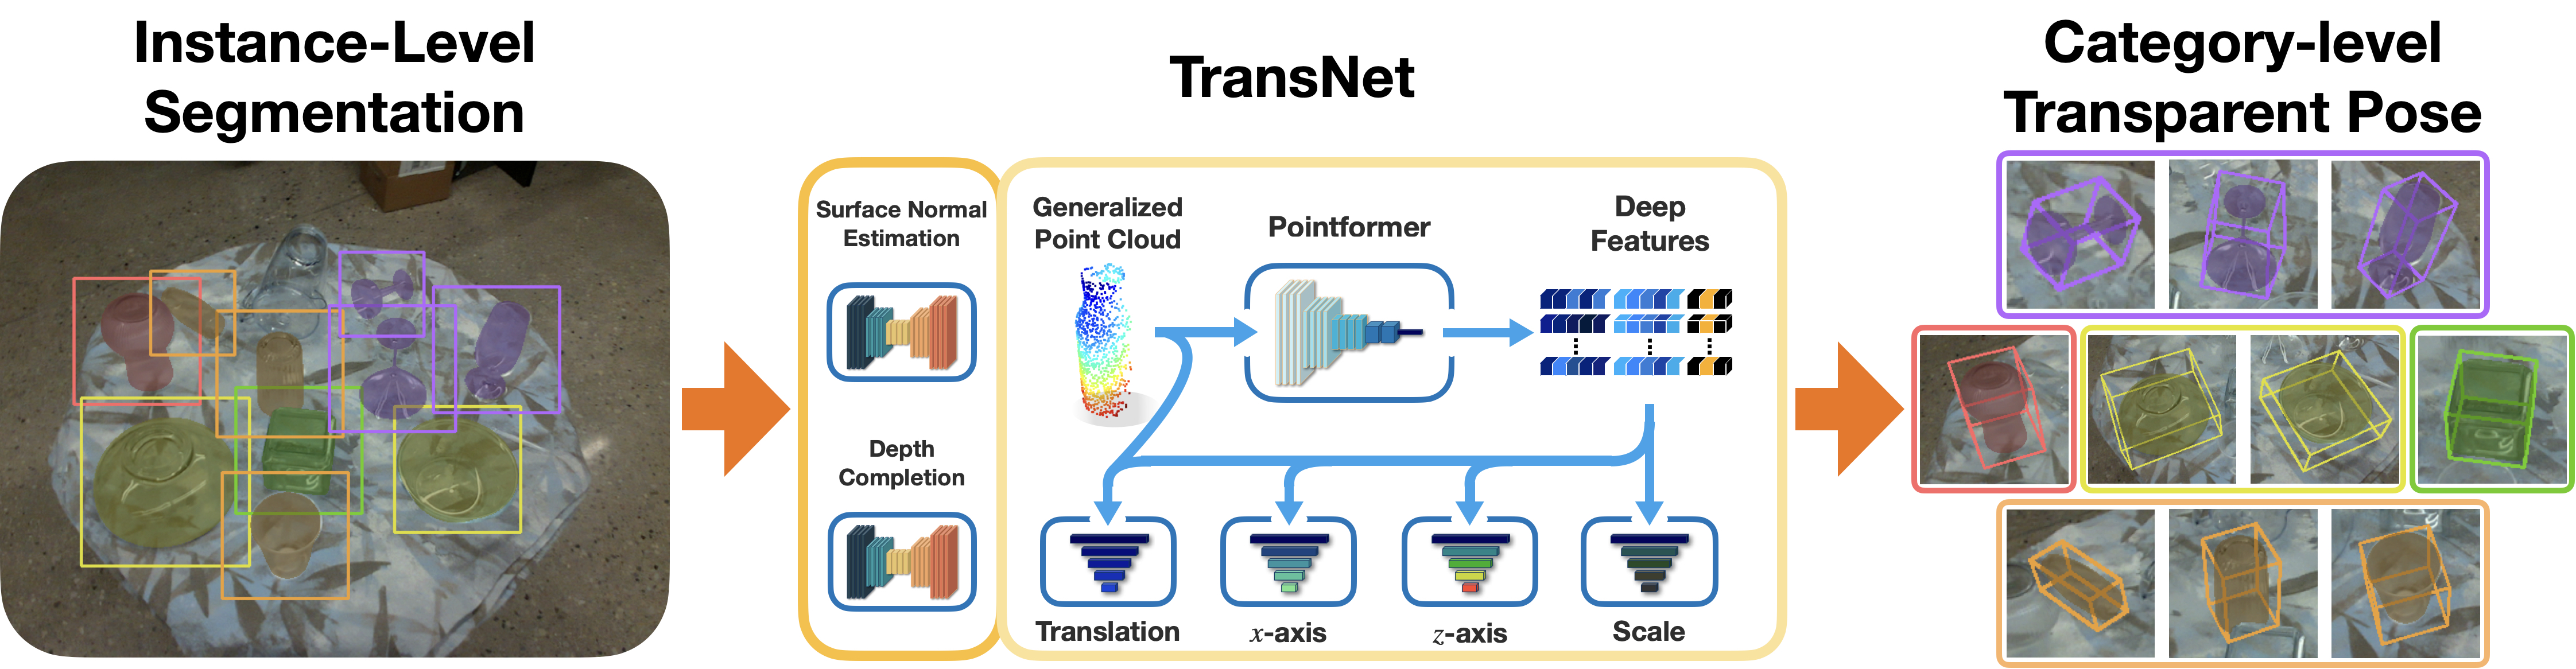 Instance-Level
Segmentation
TransNet
Category-level
Transparent Pose
Surface Normal
Estimation
Depth
Completion
Generalized
Point Cloud
Pointformer
Deep
Features
Translation
x-axis
z-axis
Scale